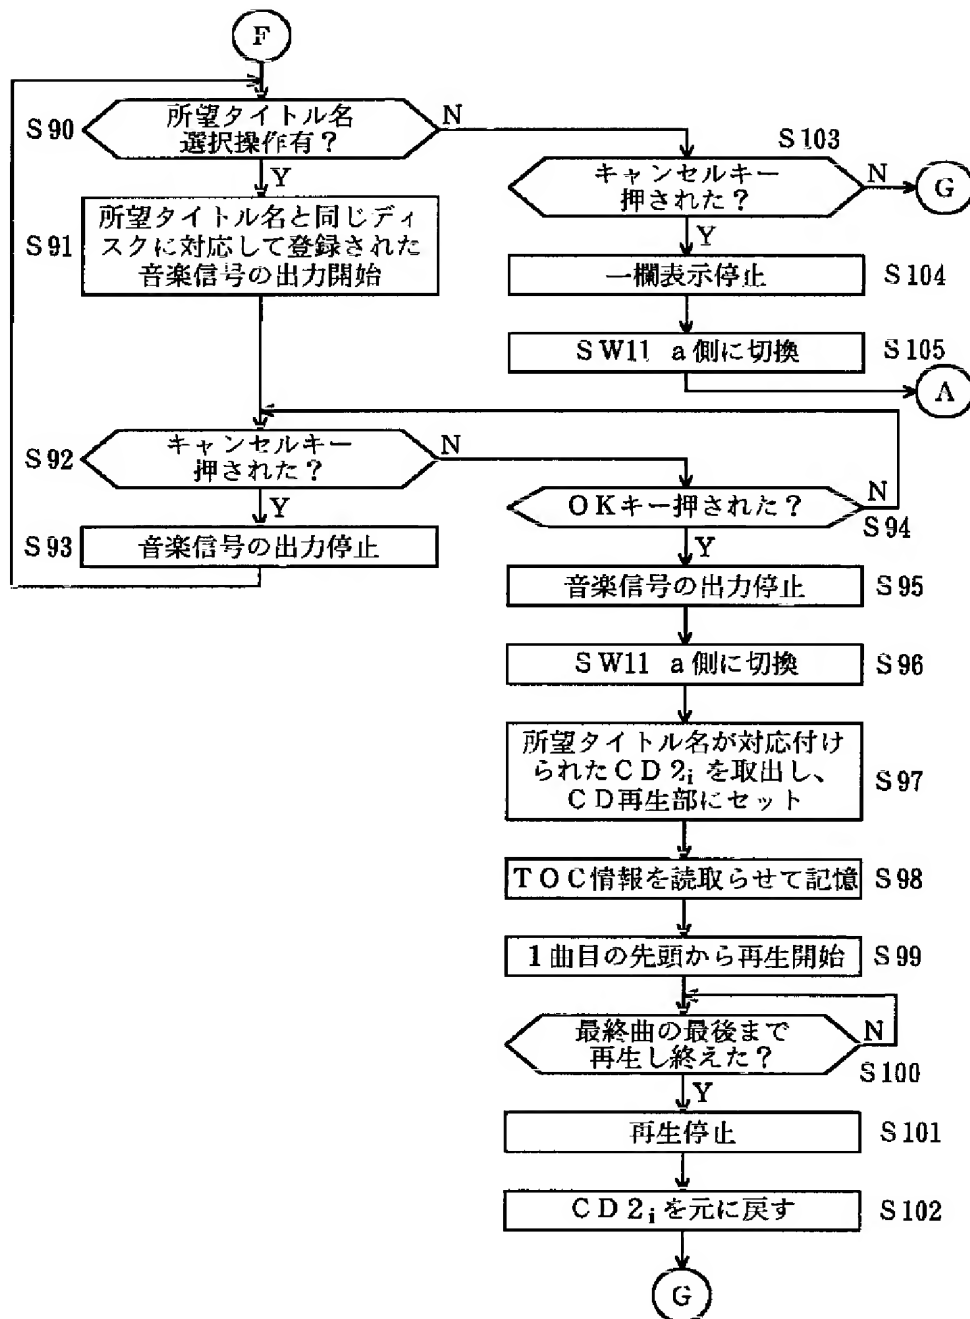 F
S90
所望タイトル名
選択操作有?
N
Y
S91
所望タイトル名と同じディ
スクに対応して登録された
音楽信号の出力開始
S103
キャンセルキー
押された?
N
G
Y
一欄表示停止
S104
SW11 a側に切換
S105
A
S92
キャンセルキー
押された?
N
Y
S93
音楽信号の出力停止
OKキー押された?
N
S94
Y
音楽信号の出力停止
S95
SW11 a側に切換
S96
所望タイトル名が対応付け
られたCD2iを取出し、
CD再生部にセット
S97
TOC情報を読取らせて記憶
S98
1曲目の先頭から再生開始
S99
最終曲の最後まで
再生し終えた?
N
S100
Y
再生停止
S101
CD2iを元に戻す
S102
G